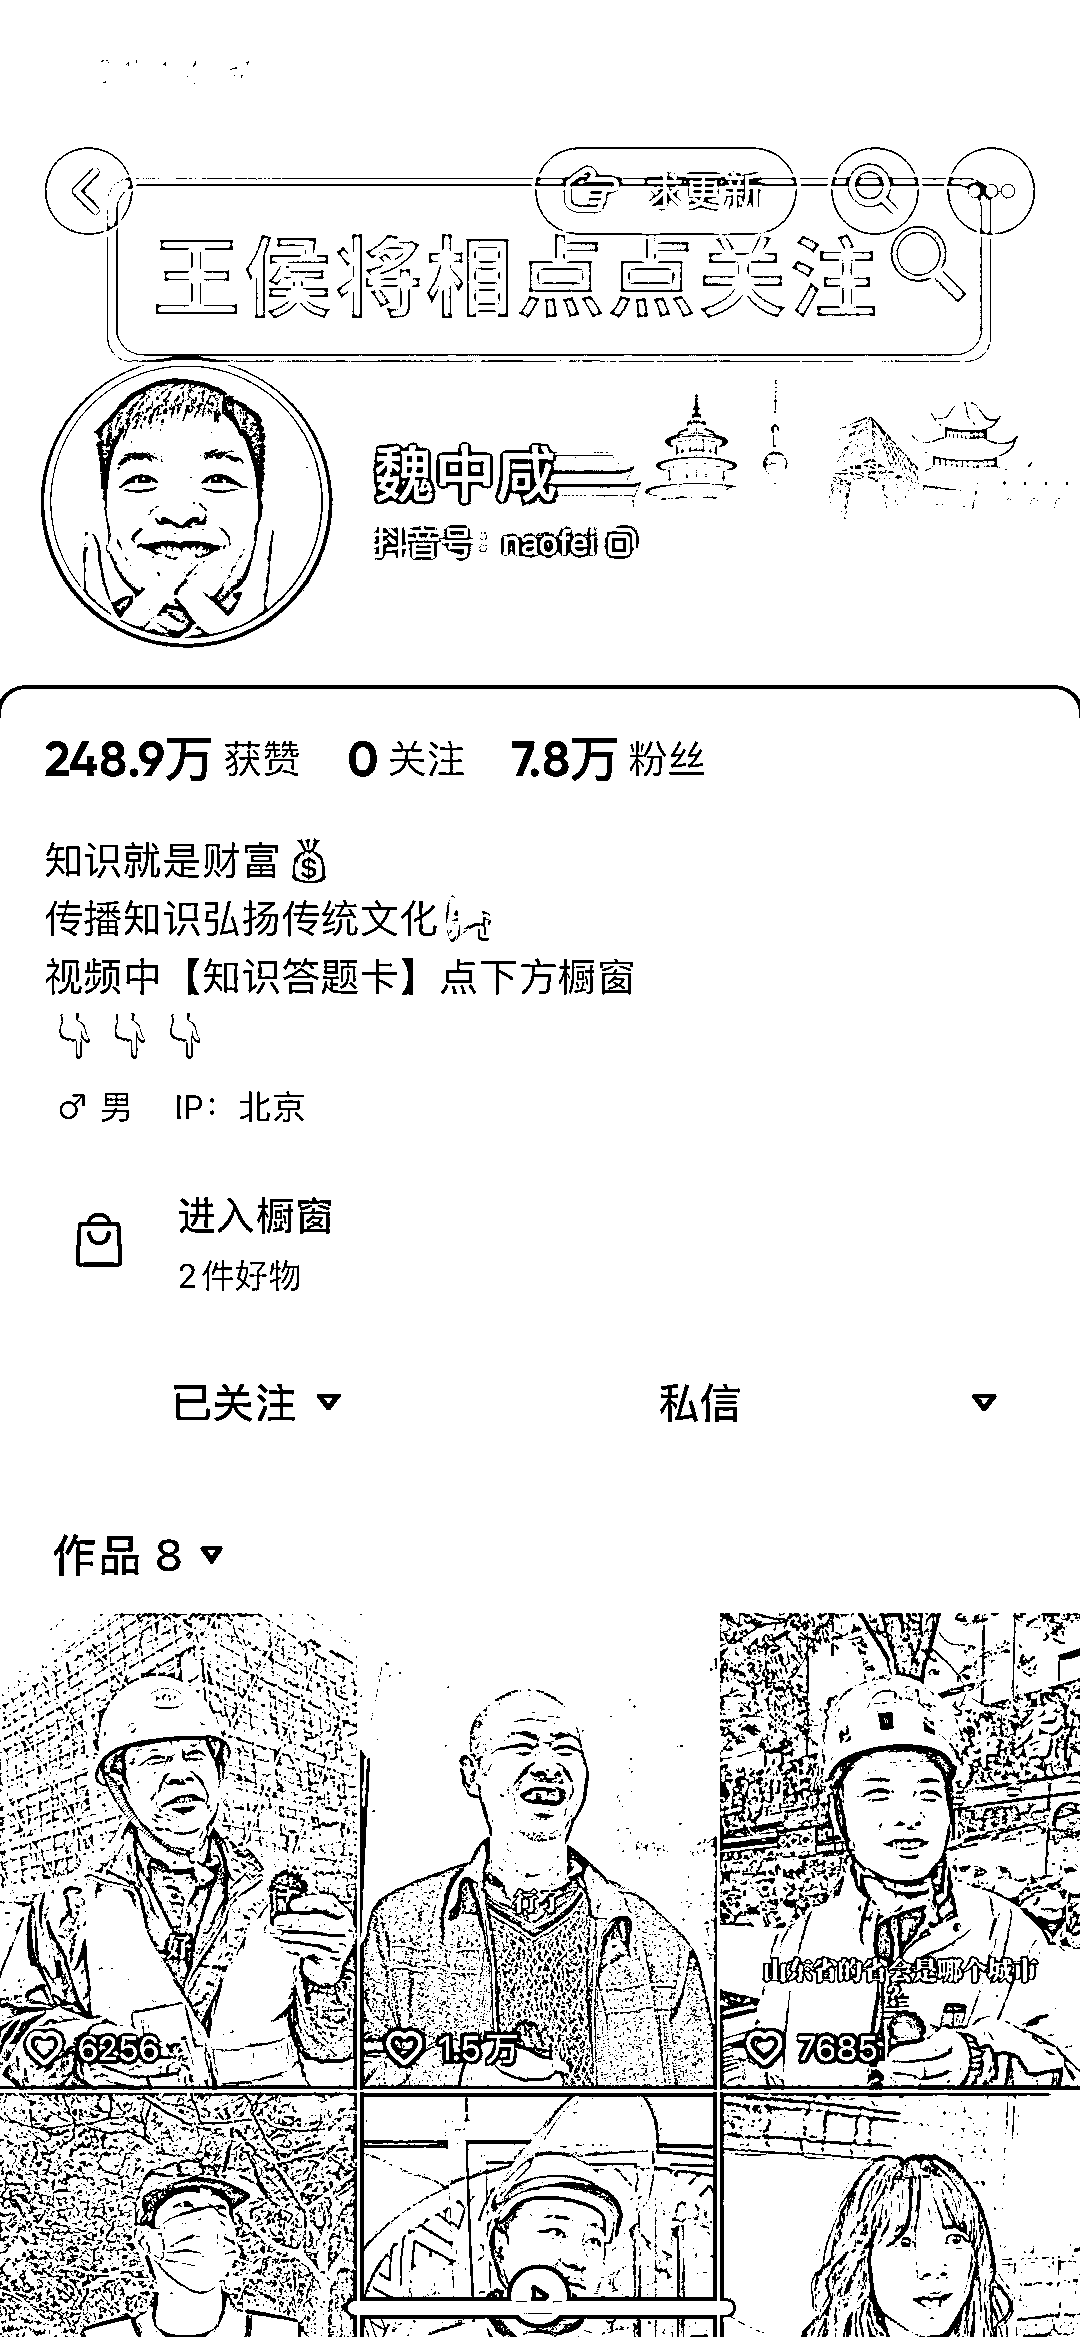 求更新
王侯将相点点关注
魏中咸
抖音号：naofei
248.9万 获赞 0 关注 7.8万 粉丝
知识就是财富
传播知识弘扬传统文化
视频中【知识答题卡】点下方橱窗
男 IP：北京
进入橱窗
2件好物
已关注 私信
作品 8
行了
山东省的省会是哪个城市
6256 1.5万 7685